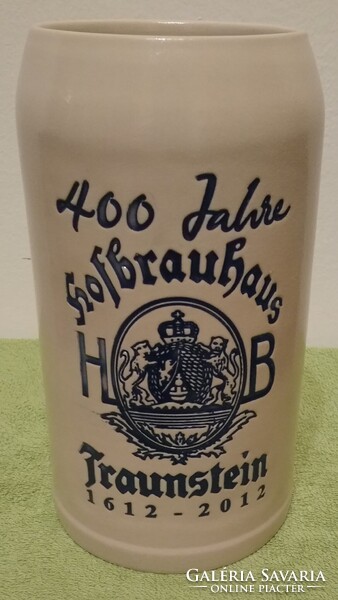 400 Jahre
Hofbrauhaus
H B
Traunstein
1612 - 2012
GALÉRIA SAVARIA
ONLINE PIACTÉR